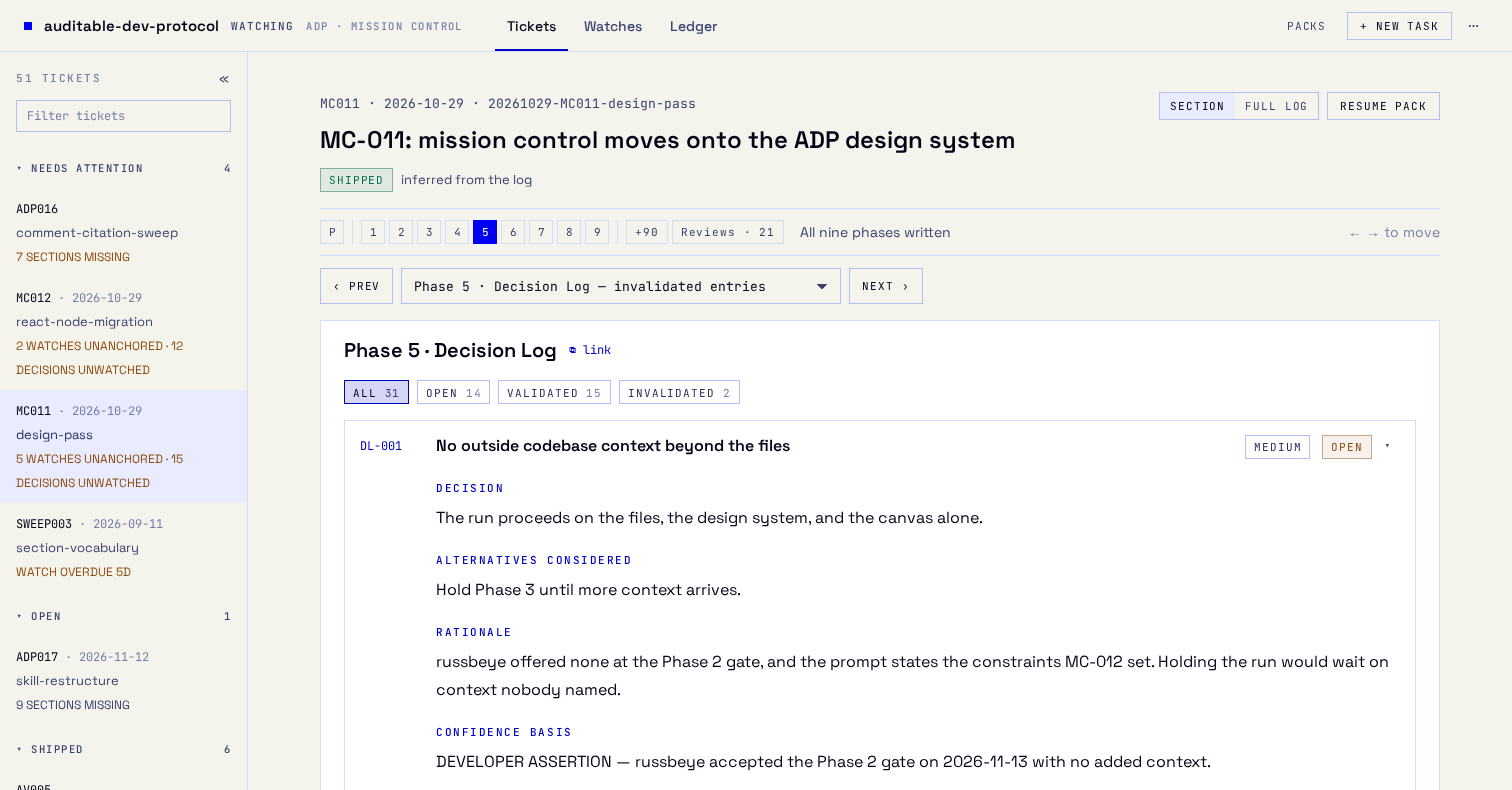 auditable-dev-protocol WATCHING ADP · MISSION CONTROL Tickets Watches Ledger PACKS + NEW TASK ···
51 TICKETS «
Filter tickets
▾ NEEDS ATTENTION 4
ADP016
comment-citation-sweep
7 SECTIONS MISSING
MC012 · 2026-10-29
react-node-migration
2 WATCHES UNANCHORED · 12
DECISIONS UNWATCHED
MC011 · 2026-10-29
design-pass
5 WATCHES UNANCHORED · 15
DECISIONS UNWATCHED
SWEEP003 · 2026-09-11
section-vocabulary
WATCH OVERDUE 5D
▾ OPEN 1
ADP017 · 2026-11-12
skill-restructure
9 SECTIONS MISSING
▾ SHIPPED 6
AV005
MC011 · 2026-10-29 · 20261029-MC011-design-pass
SECTION FULL LOG RESUME PACK
MC-011: mission control moves onto the ADP design system
SHIPPED inferred from the log
P 1 2 3 4 5 6 7 8 9 +90 Reviews · 21 All nine phases written ← → to move
‹ PREV Phase 5 · Decision Log — invalidated entries NEXT ›
Phase 5 · Decision Log ⧉ link
ALL 31 OPEN 14 VALIDATED 15 INVALIDATED 2
DL-001 No outside codebase context beyond the files MEDIUM OPEN ▾
DECISION
The run proceeds on the files, the design system, and the canvas alone.
ALTERNATIVES CONSIDERED
Hold Phase 3 until more context arrives.
RATIONALE
russbeye offered none at the Phase 2 gate, and the prompt states the constraints MC-012 set. Holding the run would wait on
context nobody named.
CONFIDENCE BASIS
DEVELOPER ASSERTION — russbeye accepted the Phase 2 gate on 2026-11-13 with no added context.